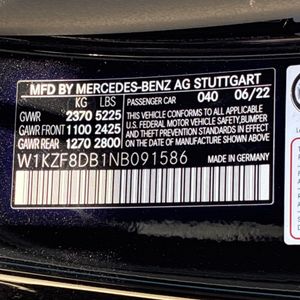 MFD BY MERCEDES-BENZ AG STUTTGART
KG LBS PASSENGER CAR 040 06/22
GVWR 2370 5225 THIS VEHICLE CONFORMS TO ALL APPLICABLE
GAWR FRONT 1100 2425 U.S. FEDERAL MOTOR VEHICLE SAFETY,BUMPER
AND THEFT PREVENTION STANDARDS IN EFFECT
GAWR REAR 1270 2800 ON THE DATE OF MANUFACTURE SHOWN ABOVE.
W1KZF8DB1NB091586 MADE IN GERMANY